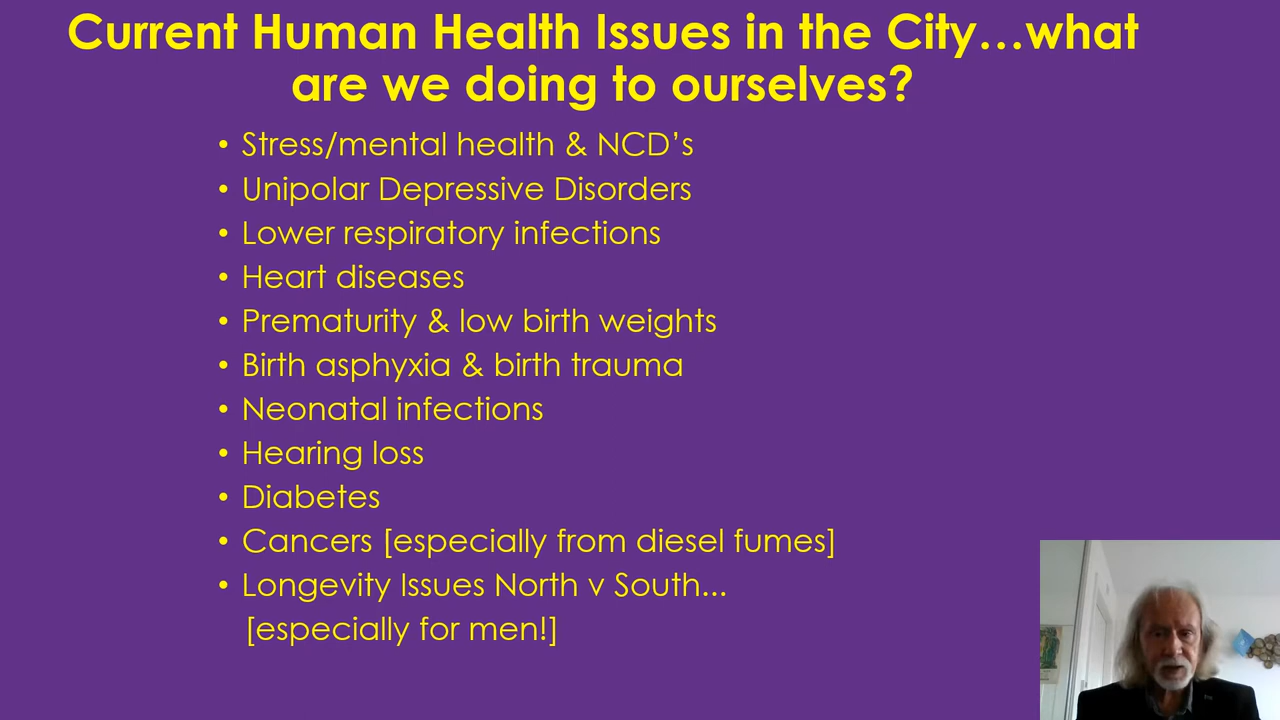 Current Human Health Issues in the City…what
are we doing to ourselves?
• Stress/mental health & NCD’s
• Unipolar Depressive Disorders
• Lower respiratory infections
• Heart diseases
• Prematurity & low birth weights
• Birth asphyxia & birth trauma
• Neonatal infections
• Hearing loss
• Diabetes
• Cancers [especially from diesel fumes]
• Longevity Issues North v South...
[especially for men!]